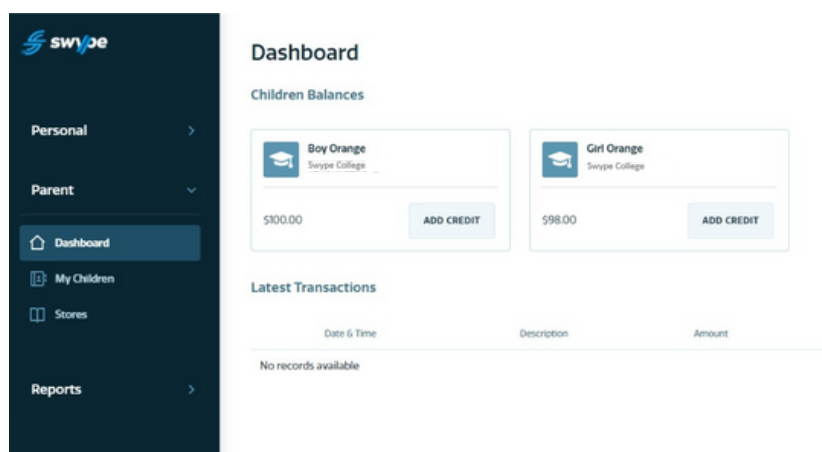 swype
Dashboard
Children Balances
Personal
Boy Orange
Swype College
Girl Orange
Swype College
Parent
$100.00
ADD CREDIT
$98.00
ADD CREDIT
Dashboard
My Children
Stores
Latest Transactions
Date & Time Description Amount
No records available
Reports